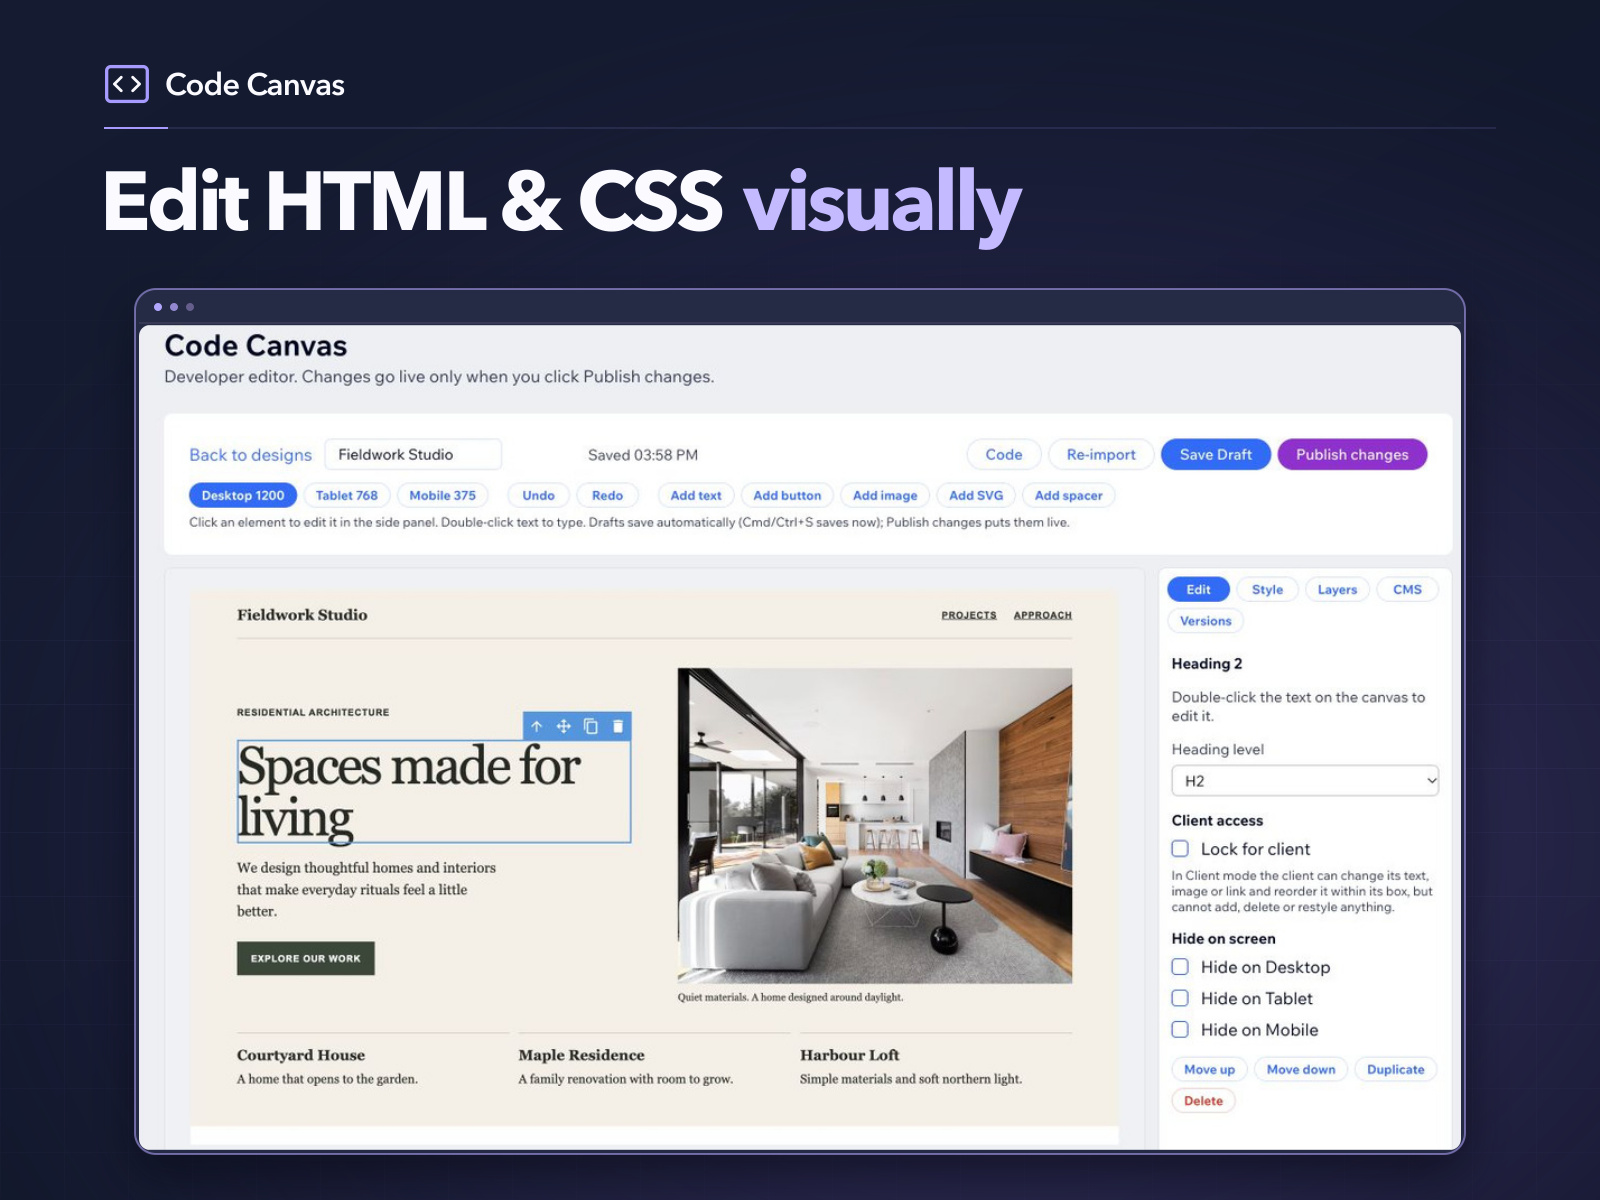 Code Canvas
Edit HTML & CSS visually
Code Canvas
Developer editor. Changes go live only when you click Publish changes.
Back to designs
Fieldwork Studio
Saved 03:58 PM
Code
Re-import
Save Draft
Publish changes
Desktop 1200
Tablet 768
Mobile 375
Undo
Redo
Add text
Add button
Add image
Add SVG
Add spacer
Click an element to edit it in the side panel. Double-click text to type. Drafts save automatically (Cmd/Ctrl+S saves now); Publish changes puts them live.
Fieldwork Studio
PROJECTS
APPROACH
RESIDENTIAL ARCHITECTURE
Spaces made for
living
We design thoughtful homes and interiors
that make everyday rituals feel a little
better.
EXPLORE OUR WORK
Quiet materials. A home designed around daylight.
Courtyard House
A home that opens to the garden.
Maple Residence
A family renovation with room to grow.
Harbour Loft
Simple materials and soft northern light.
Edit
Style
Layers
CMS
Versions
Heading 2
Double-click the text on the canvas to
edit it.
Heading level
H2
Client access
Lock for client
In Client mode the client can change its text,
image or link and reorder it within its box, but
cannot add, delete or restyle anything.
Hide on screen
Hide on Desktop
Hide on Tablet
Hide on Mobile
Move up
Move down
Duplicate
Delete